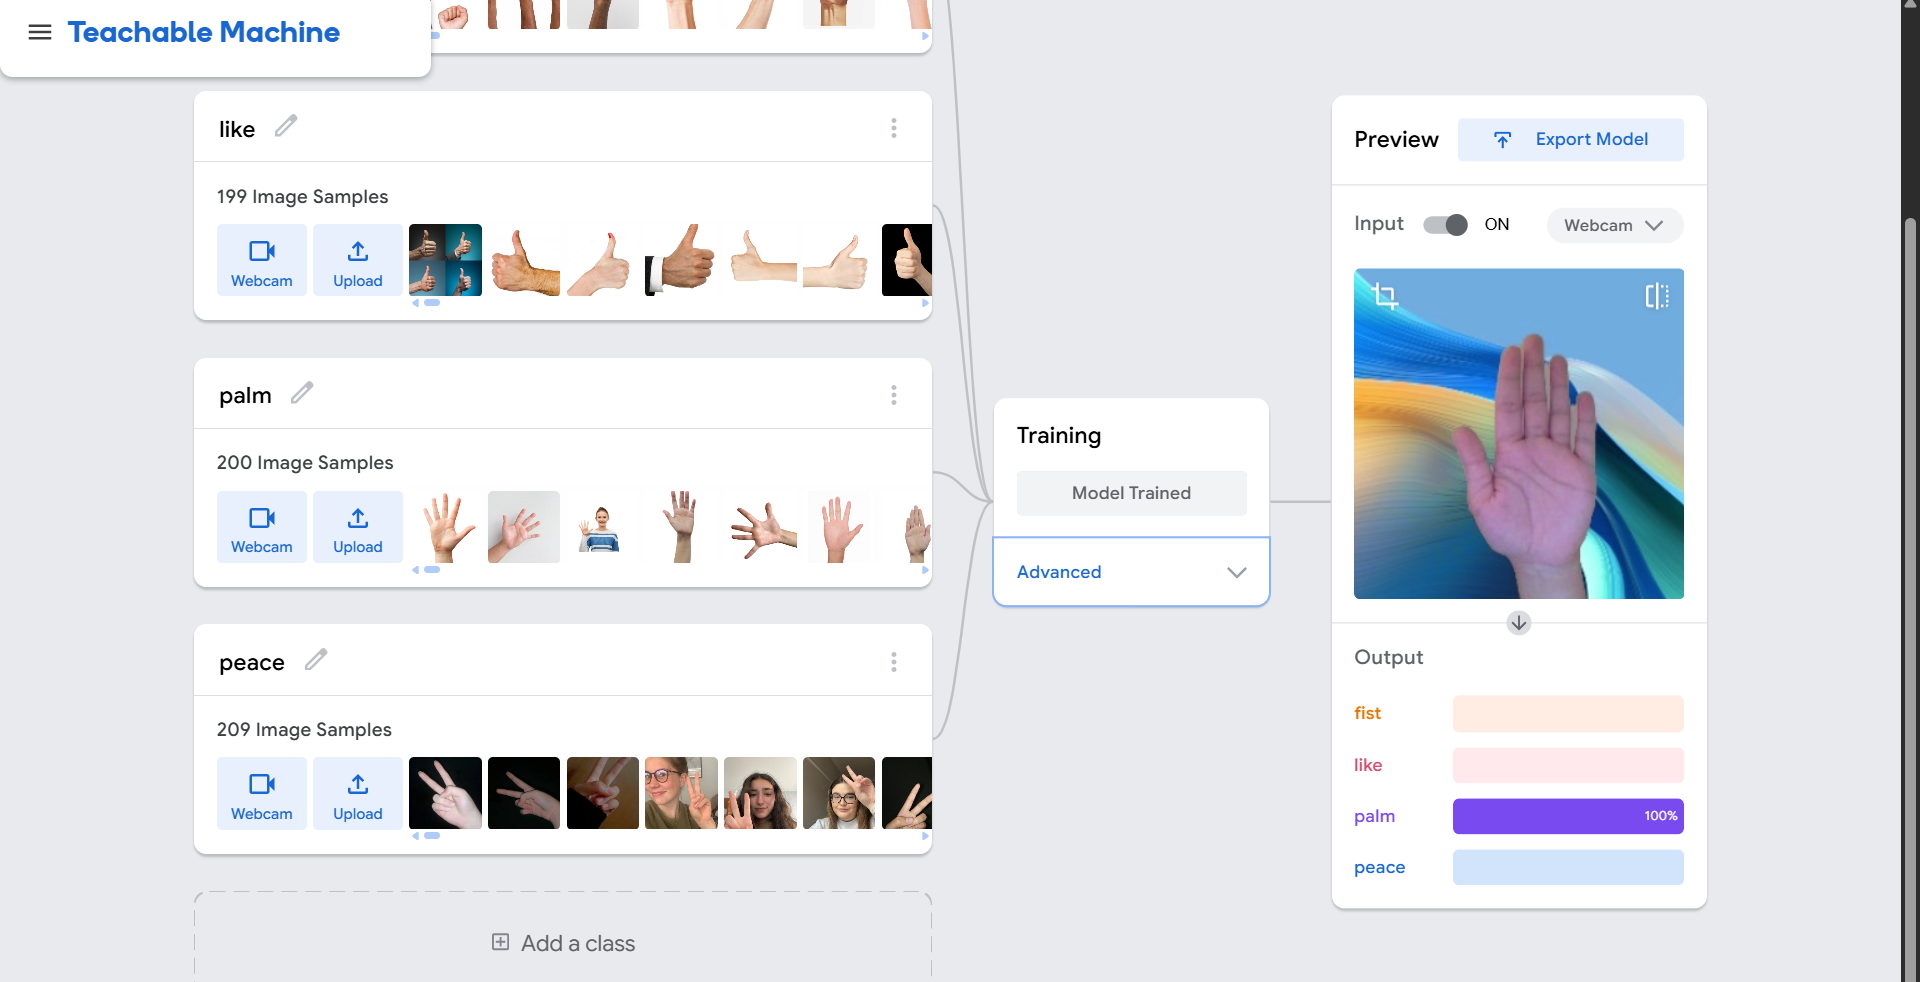 Teachable Machine
like
199 Image Samples
Webcam
Upload
palm
200 Image Samples
Webcam
Upload
peace
209 Image Samples
Webcam
Upload
Add a class
Training
Model Trained
Advanced
Preview
Export Model
Input
ON
Webcam
Output
fist
like
palm
100%
peace